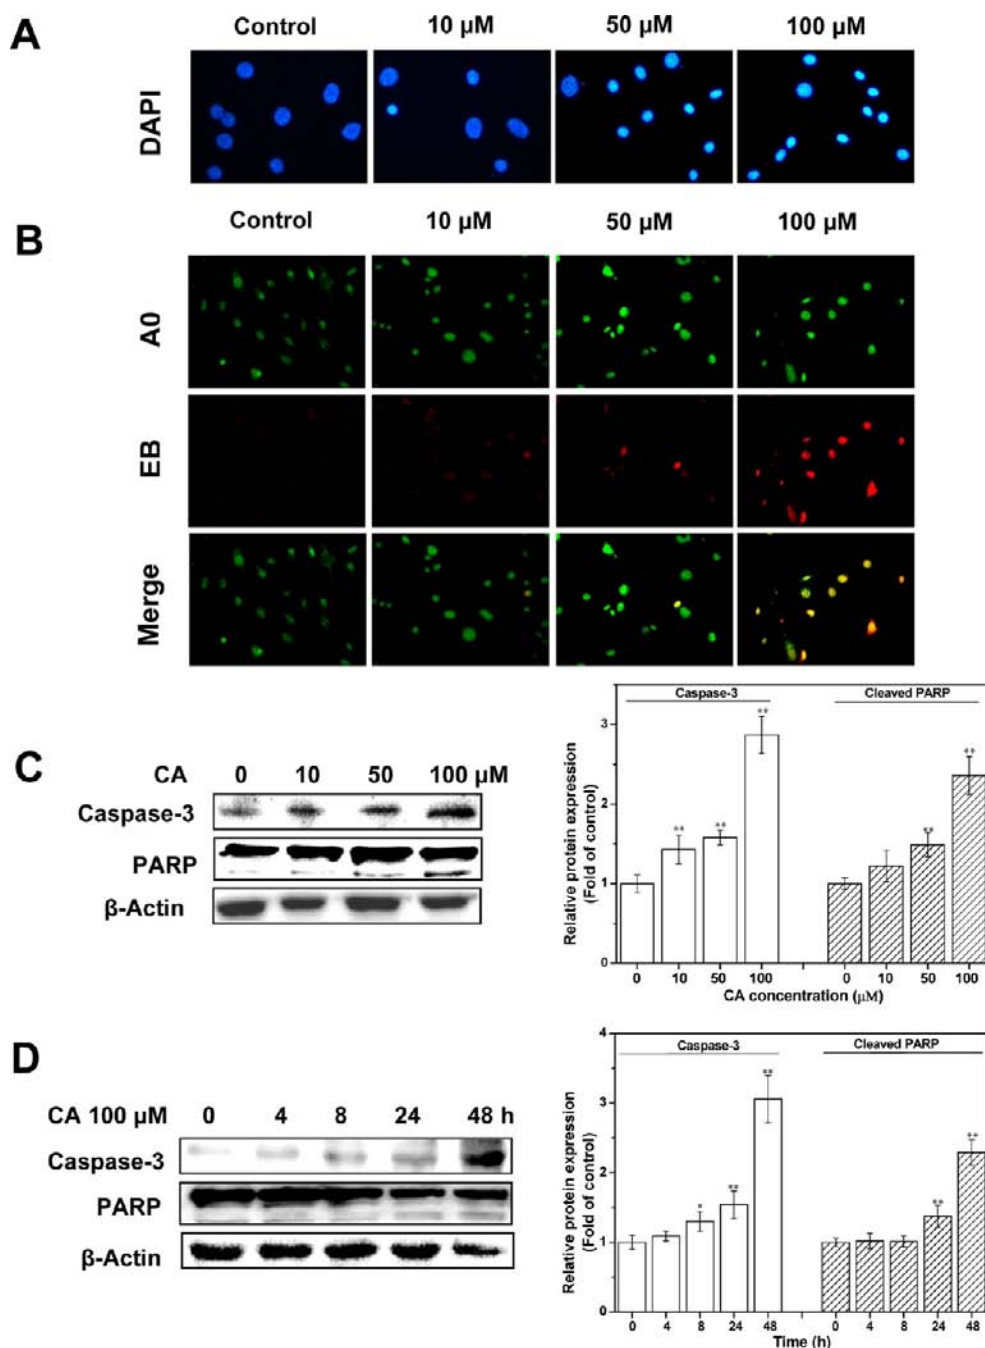 A
Control 10 µM 50 µM 100 µM
DAPI
B
Control 10 µM 50 µM 100 µM
A0
EB
Merge
C
CA 0 10 50 100 µM
Caspase-3
PARP
β-Actin
Caspase-3 Cleaved PARP
Relative protein expression
(Fold of control)
3
2
1
0
** ** ** ** **
0 10 50 100 0 10 50 100
CA concentration (µM)
D
CA 100 µM 0 4 8 24 48 h
Caspase-3
PARP
β-Actin
Caspase-3 Cleaved PARP
Relative protein expression
(Fold of control)
4
3
2
1
0
* ** ** ** **
0 4 8 24 48 0 4 8 24 48
Time (h)